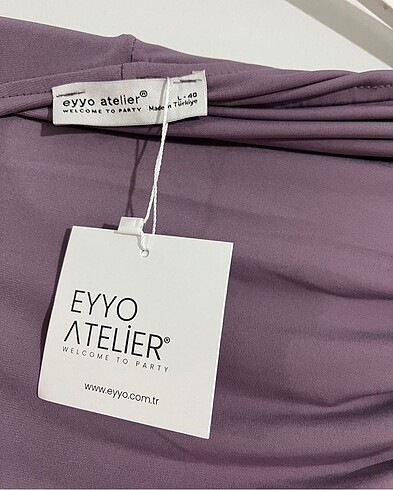 eyyo atelier®
WELCOME TO PARTY
L - 40
Made in Türkiye
EYYO
ATELİER®
WELCOME TO PARTY
www.eyyo.com.tr